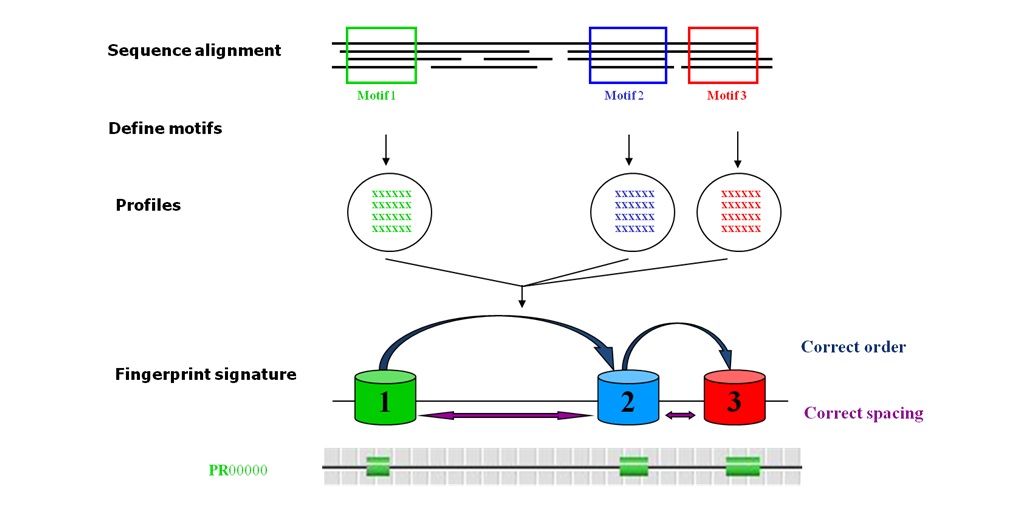 Sequence alignment
Motif 1
Motif 2
Motif 3
Define motifs
Profiles
xxxxxx xxxxxx xxxxxx
xxxxxx xxxxxx xxxxxx
xxxxxx xxxxxx xxxxxx
xxxxxx xxxxxx xxxxxx
Correct order
Fingerprint signature
1
2
3
Correct spacing
PR00000